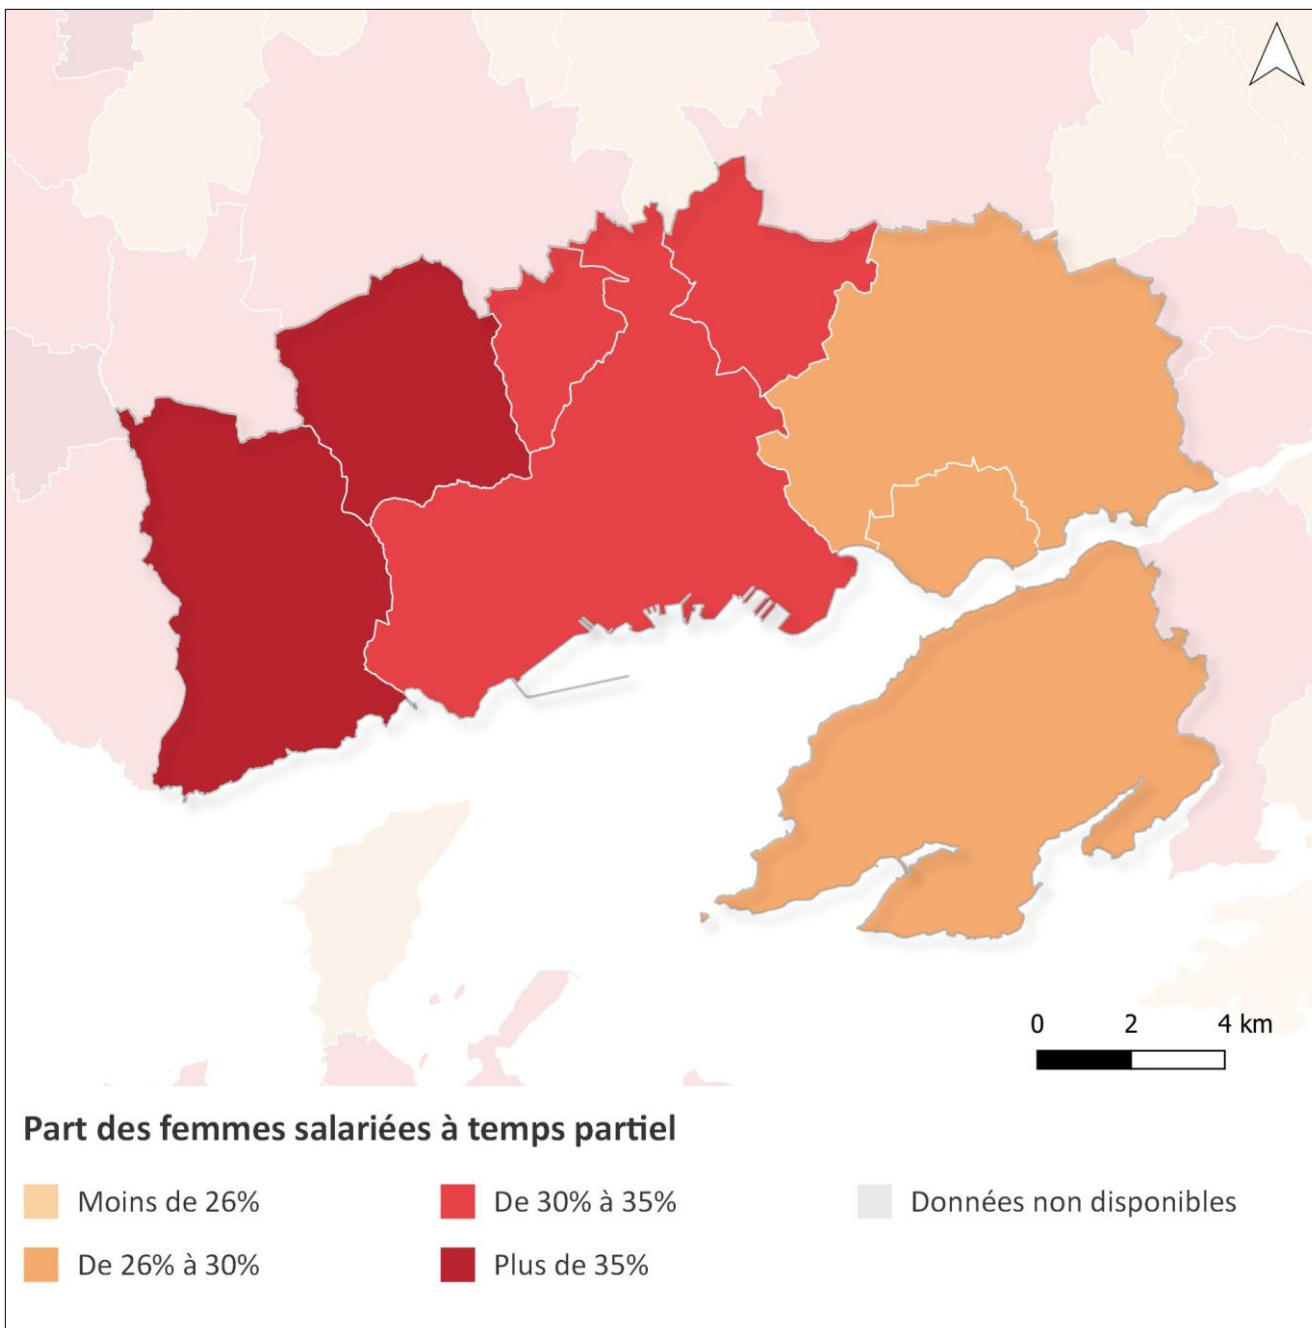 0 2 4 km
Part des femmes salariées à temps partiel
Moins de 26%
De 26% à 30%
De 30% à 35%
Plus de 35%
Données non disponibles